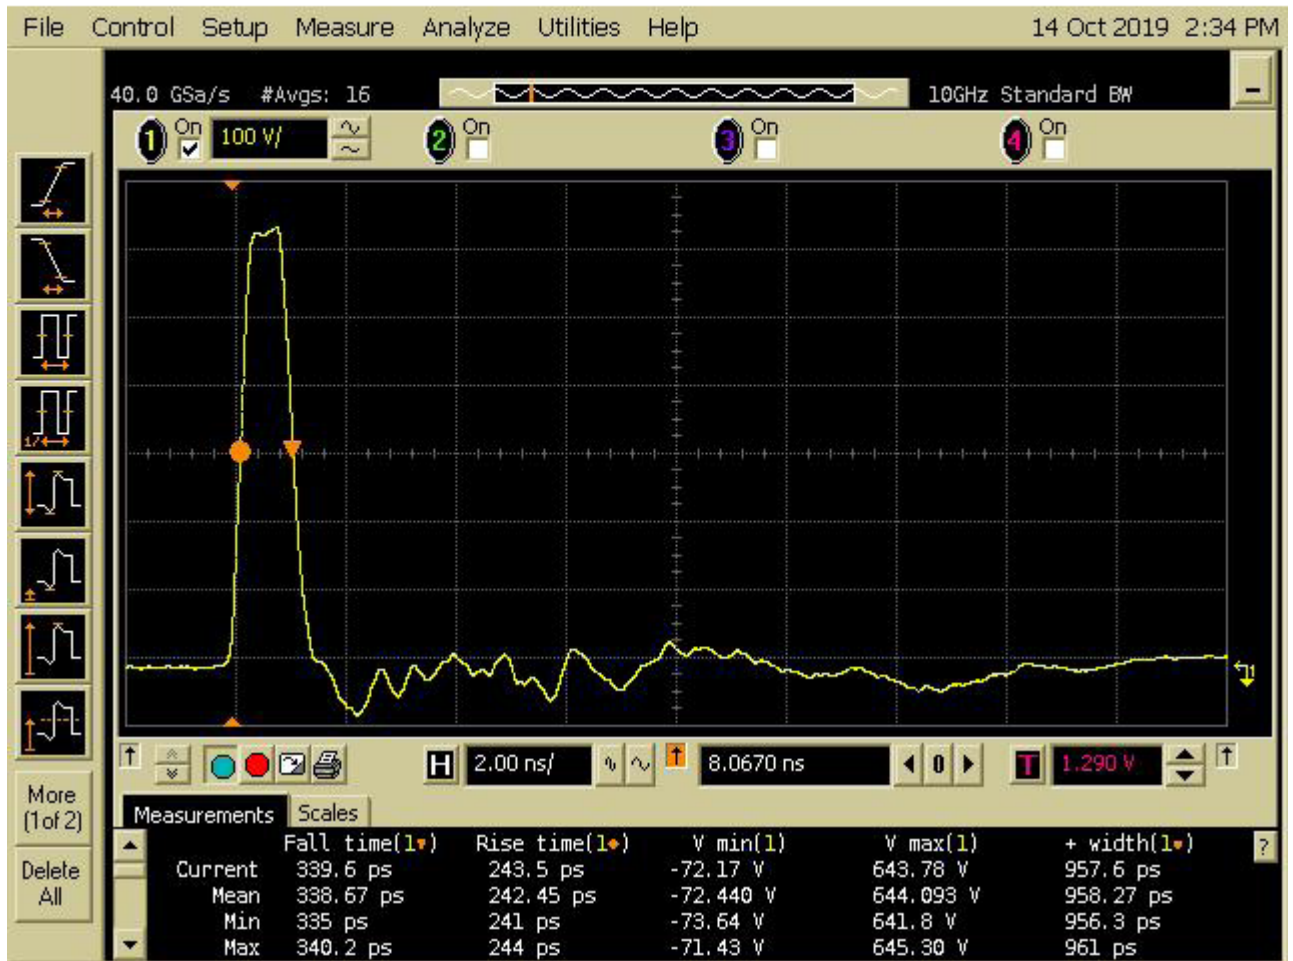 File Control Setup Measure Analyze Utilities Help 14 Oct 2019 2:34 PM
40.0 GSa/s #Avgs: 16 10GHz Standard BW
1 On 100 V/ 2 On 3 On 4 On
1/
1
H 2.00 ns/ 8.0670 ns 0 T 1.290 V
More
(1of 2)
Delete
All
Measurements Scales
Fall time(1) Rise time(1) V min(1) V max(1) + width(1) ?
Current 339.6 ps 243.5 ps -72.17 V 643.78 V 957.6 ps
Mean 338.67 ps 242.45 ps -72.440 V 644.093 V 958.27 ps
Min 335 ps 241 ps -73.64 V 641.8 V 956.3 ps
Max 340.2 ps 244 ps -71.43 V 645.30 V 961 ps